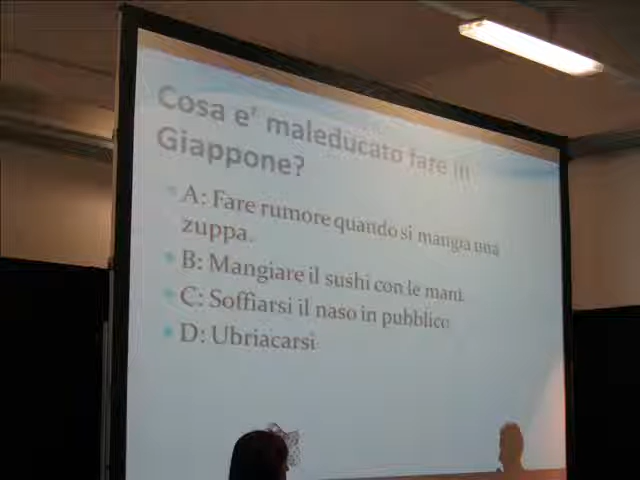 Cosa e' maleducato fare in
Giappone?
A: Fare rumore quando si mangia una
zuppa.
B: Mangiare il sushi con le mani.
C: Soffiarsi il naso in pubblico
D: Ubriacarsi